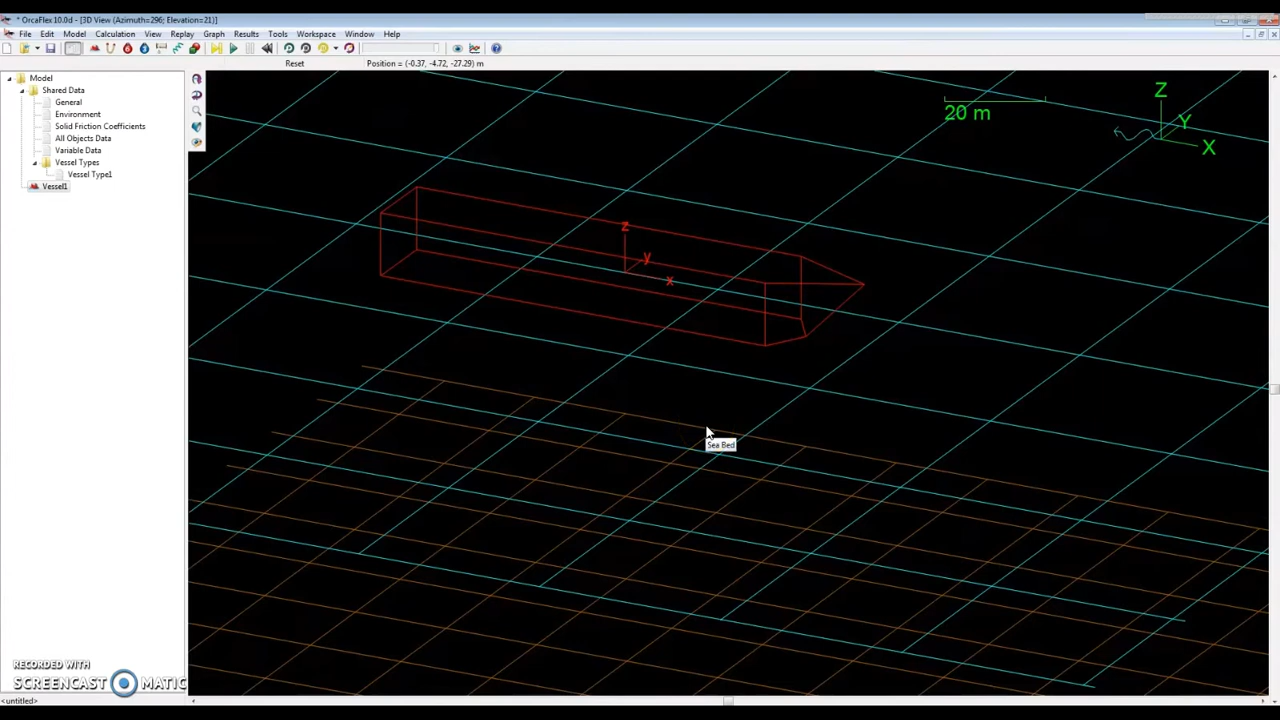 * OrcaFlex 10.0d - [3D View (Azimuth=296; Elevation=21)]
File Edit Model Calculation View Replay Graph Results Tools Workspace Window Help
Reset Position = (-0.37, -4.72, -27.29) m
Model
Shared Data
General
Environment
Solid Friction Coefficients
All Objects Data
Variable Data
Vessel Types
Vessel Type1
Vessel1
20 m
Z
Y
X
z
y
x
Sea Bed
RECORDED WITH
SCREENCAST MATIC
<untitled>